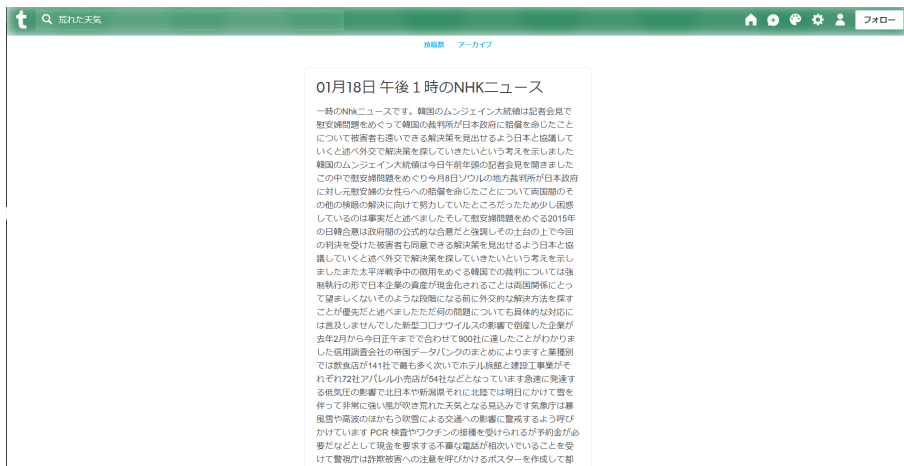 t 荒れた天気 フォロー
投稿数 アーカイブ
01月18日 午後１時のNHKニュース
一時のNhkニュースです。韓国のムンジェイン大統領は記者会見で
慰安婦問題をめぐって韓国の裁判所が日本政府に賠償を命じたこと
について被害者も遠いできる解決策を見出せるよう日本と協議して
いくと述べ外交で解決策を探していきたいという考えを示しました
韓国のムンジェイン大統領は今日午前年頭の記者会見を開きました
この中で慰安婦問題をめぐり今月8日ソウルの地方裁判所が日本政府
に対し元慰安婦の女性らへの賠償を命じたことについて両国間のそ
の他の検眼の解決に向けて努力していたところだったため少し困惑
しているのは事実だと述べましたそして慰安婦問題をめぐる2015年
の日韓合意は政府間の公式的な合意だと強調しその土台の上で今回
の判決を受けた被害者も同意できる解決策を見出せるよう日本と協
議していくと述べ外交で解決策を探していきたいという考えを示し
ましたまた太平洋戦争中の徴用をめぐる韓国での裁判については強
制執行の形で日本企業の資産が現金化されることは両国関係にとっ
て望ましくないそのような段階になる前に外交的な解決方法を探す
ことが優先だと述べましたただ何の問題についても具体的な対応に
は言及しませんでした新型コロナウイルスの影響で倒産した企業が
去年2月から今日正午までで合わせて900社に達したことがわかりま
した信用調査会社の帝国データバンクのまとめによりますと業種別
では飲食店が141社で最も多く次いでホテル旅館と建設工事業がそ
れぞれ72社アパレル小売店が54社などとなっています急速に発達す
る低気圧の影響で北日本や新潟県それに北陸では明日にかけて雪を
伴って非常に強い風が吹き荒れた天気となる見込みです気象庁は暴
風雪や高波のほかもう吹雪による交通への影響に警戒するよう呼び
かけています PCR 検査やワクチンの接種を受けられるが予約金が必
要だなどとして現金を要求する不審な電話が相次いでいることを受
けて警視庁は詐欺被害への注意を呼びかけるポスターを作成して都